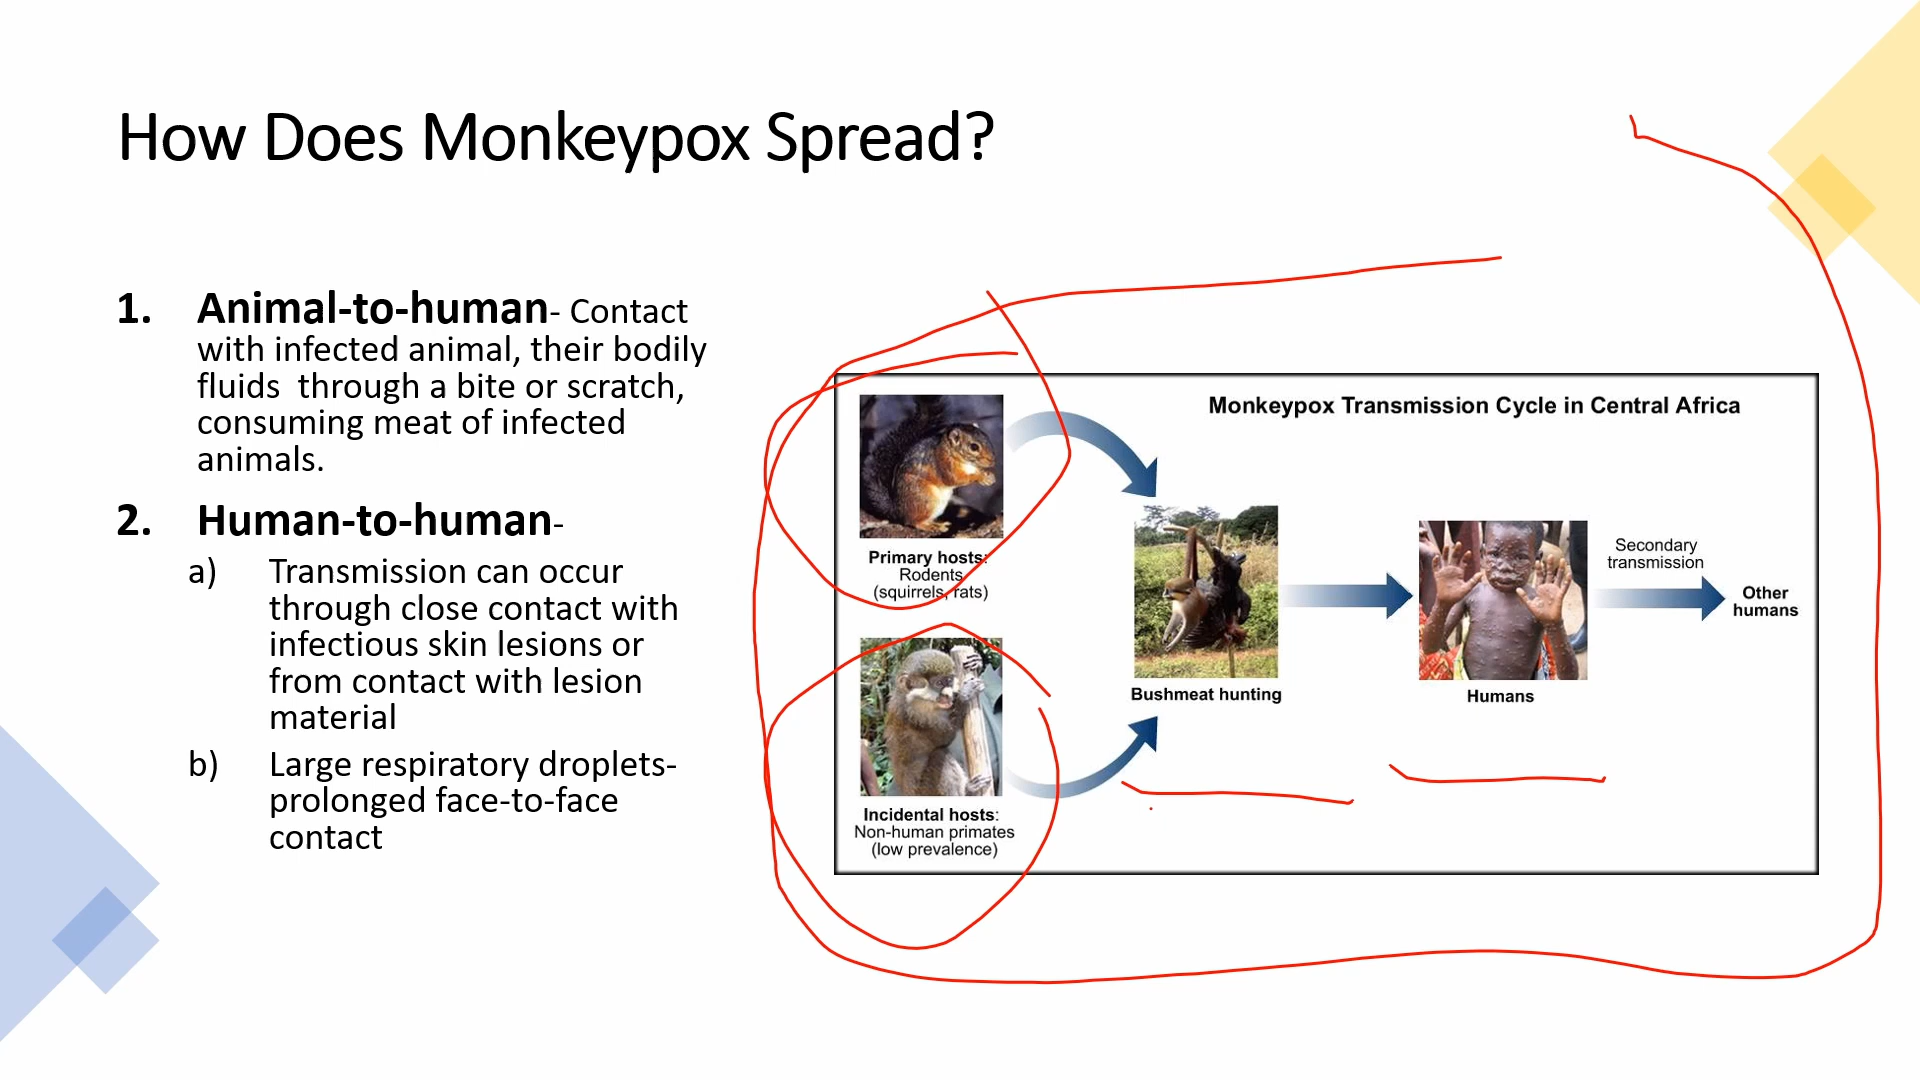 How Does Monkeypox Spread?
1. Animal-to-human- Contact
with infected animal, their bodily
fluids through a bite or scratch,
consuming meat of infected
animals.
2. Human-to-human-
a) Transmission can occur
through close contact with
infectious skin lesions or
from contact with lesion
material
b) Large respiratory droplets-
prolonged face-to-face
contact
Monkeypox Transmission Cycle in Central Africa
Primary hosts:
Rodents
(squirrels, rats)
Incidental hosts:
Non-human primates
(low prevalence)
Bushmeat hunting
Humans
Secondary
transmission
Other
humans